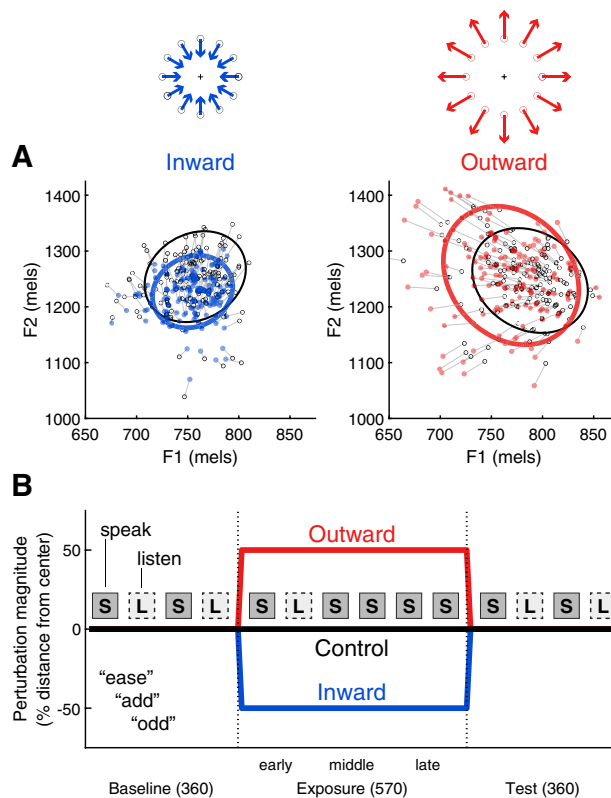 A
Inward
Outward
1400
1300
1200
1100
1000
F2 (mels)
650
700
750
800
850
F1 (mels)
1400
1300
1200
1100
1000
F2 (mels)
650
700
750
800
850
F1 (mels)
B
Perturbation magnitude
(% distance from center)
50
0
-50
speak
listen
Outward
S L S L S L S S S S S L S L
Control
Inward
“ease”
“add”
“odd”
early middle late
Baseline (360) Exposure (570) Test (360)